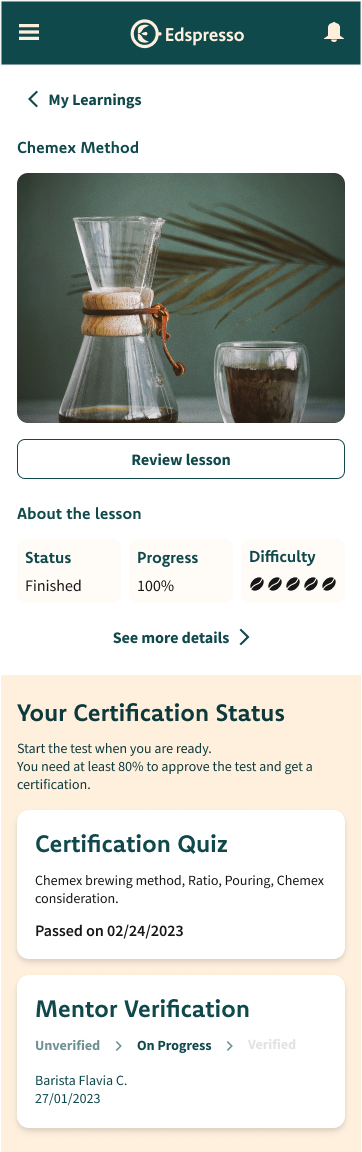 Edspresso
My Learnings
Chemex Method
Review lesson
About the lesson
Status
Finished
Progress
100%
Difficulty
See more details
Your Certification Status
Start the test when you are ready.
You need at least 80% to approve the test and get a
certification.
Certification Quiz
Chemex brewing method, Ratio, Pouring, Chemex
consideration.
Passed on 02/24/2023
Mentor Verification
Unverified > On Progress > Verified
Barista Flavia C.
27/01/2023